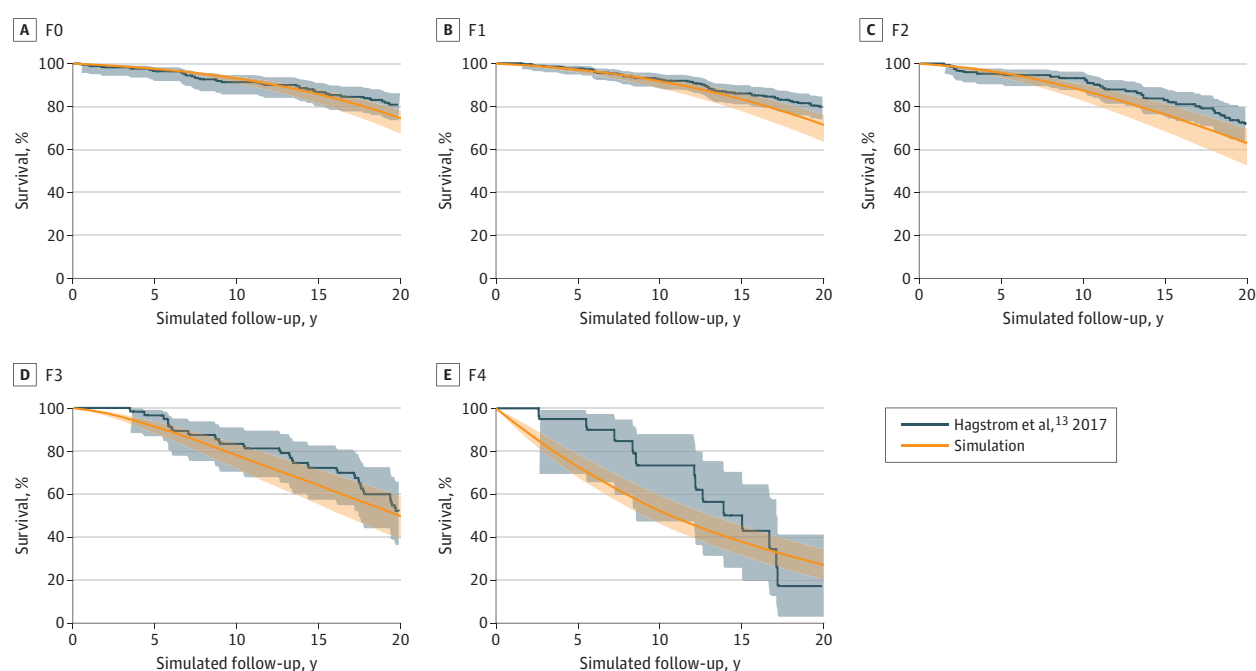 A F0
B F1
C F2
100
80
60
40
20
0
Survival, %
0 5 10 15 20
Simulated follow-up, y
100
80
60
40
20
0
Survival, %
0 5 10 15 20
Simulated follow-up, y
100
80
60
40
20
0
Survival, %
0 5 10 15 20
Simulated follow-up, y
D F3
E F4
100
80
60
40
20
0
Survival, %
0 5 10 15 20
Simulated follow-up, y
100
80
60
40
20
0
Survival, %
0 5 10 15 20
Simulated follow-up, y
Hagstrom et al,13 2017
Simulation